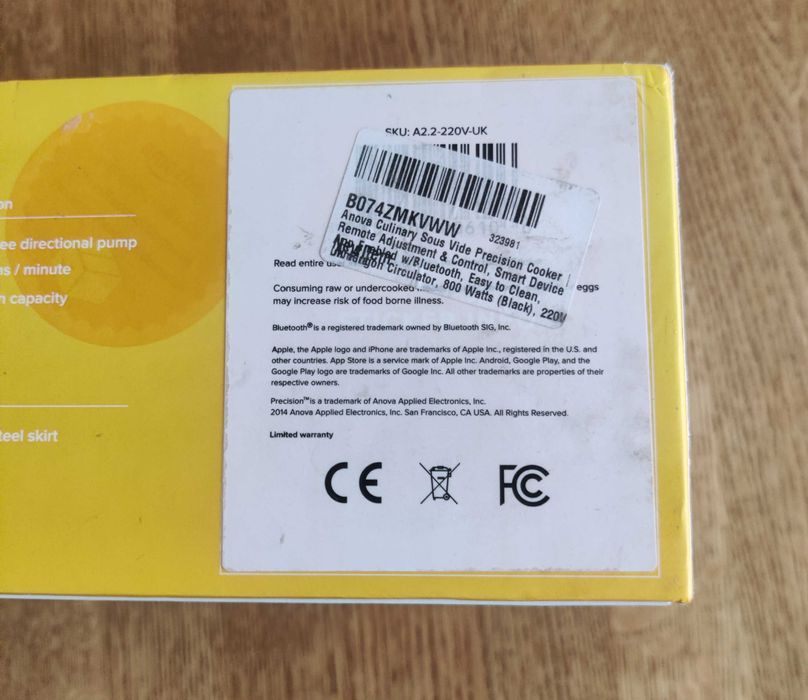 on
ee directional pump
s / minute
n capacity
eel skirt
SKU: A2.2-220V-UK
B074ZMKVWW
323981
Anova Culinary Sous Vide Precision Cooker |
Remote Adjustment & Control, Smart Device
w/Bluetooth, Easy to Clean,
Circulator, 800 Watts (Black), 220V
Read entire
Consuming raw or undercooked eggs
may increase risk of food borne illness.
Bluetooth® is a registered trademark owned by Bluetooth SIG, Inc.
Apple, the Apple logo and iPhone are trademarks of Apple Inc., registered in the U.S. and
other countries. App Store is a service mark of Apple Inc. Android, Google Play, and the
Google Play logo are trademarks of Google Inc. All other trademarks are properties of their
respective owners.
Precision™ is a trademark of Anova Applied Electronics, Inc.
2014 Anova Applied Electronics, Inc. San Francisco, CA USA. All Rights Reserved.
Limited warranty
CE
FC